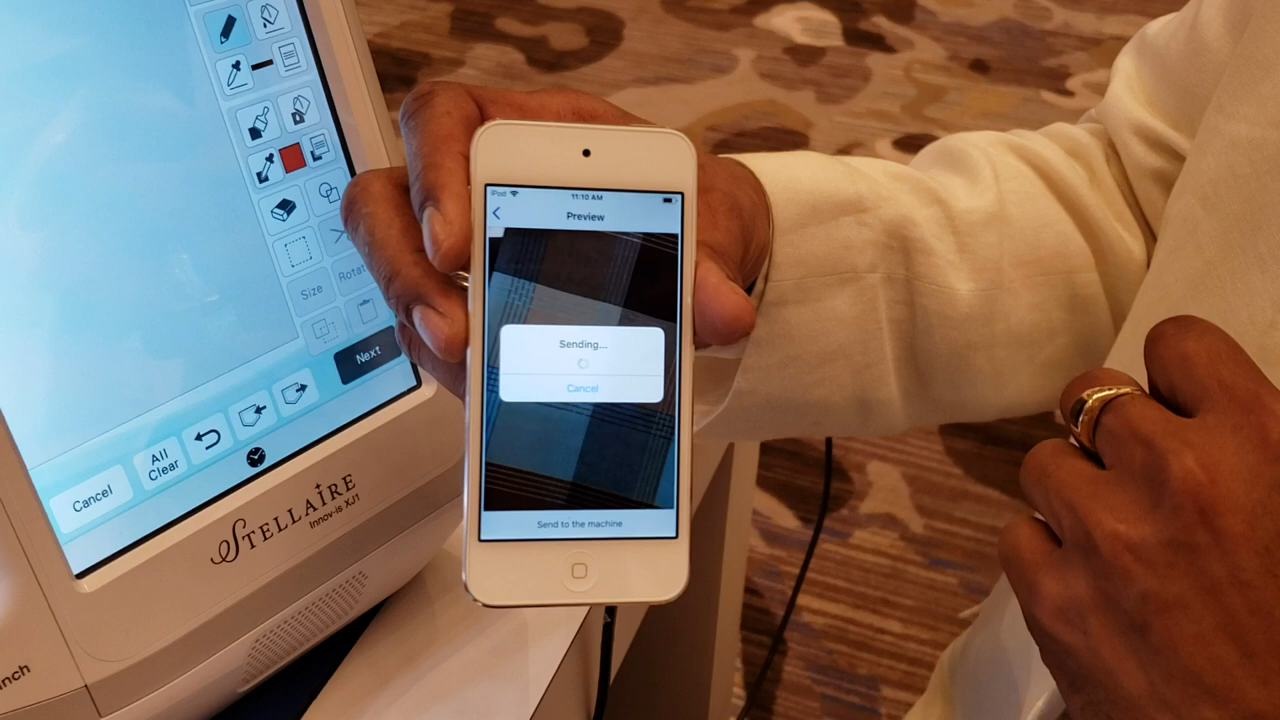 Size
Rotat
Next
All
Clear
Cancel
STELLAIRE
Innov-is XJ1
nch
iPod
11:10 AM
Preview
Sending...
Cancel
Send to the machine